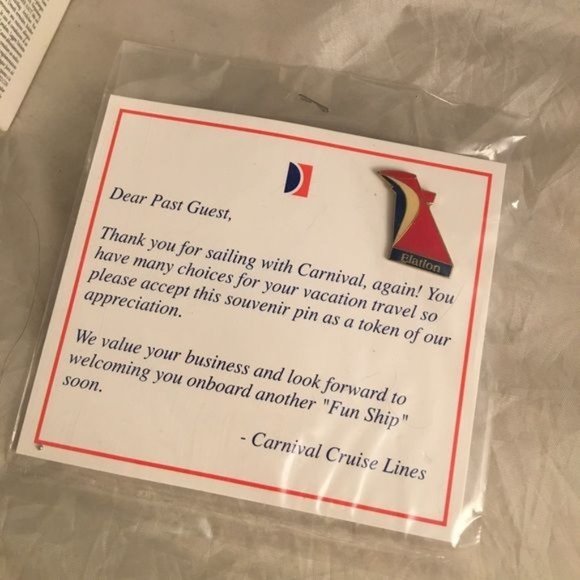 Dear Past Guest,
Elation
Thank you for sailing with Carnival, again! You
have many choices for your vacation travel so
please accept this souvenir pin as a token of our
appreciation.
We value your business and look forward to
welcoming you onboard another "Fun Ship"
soon.
- Carnival Cruise Lines